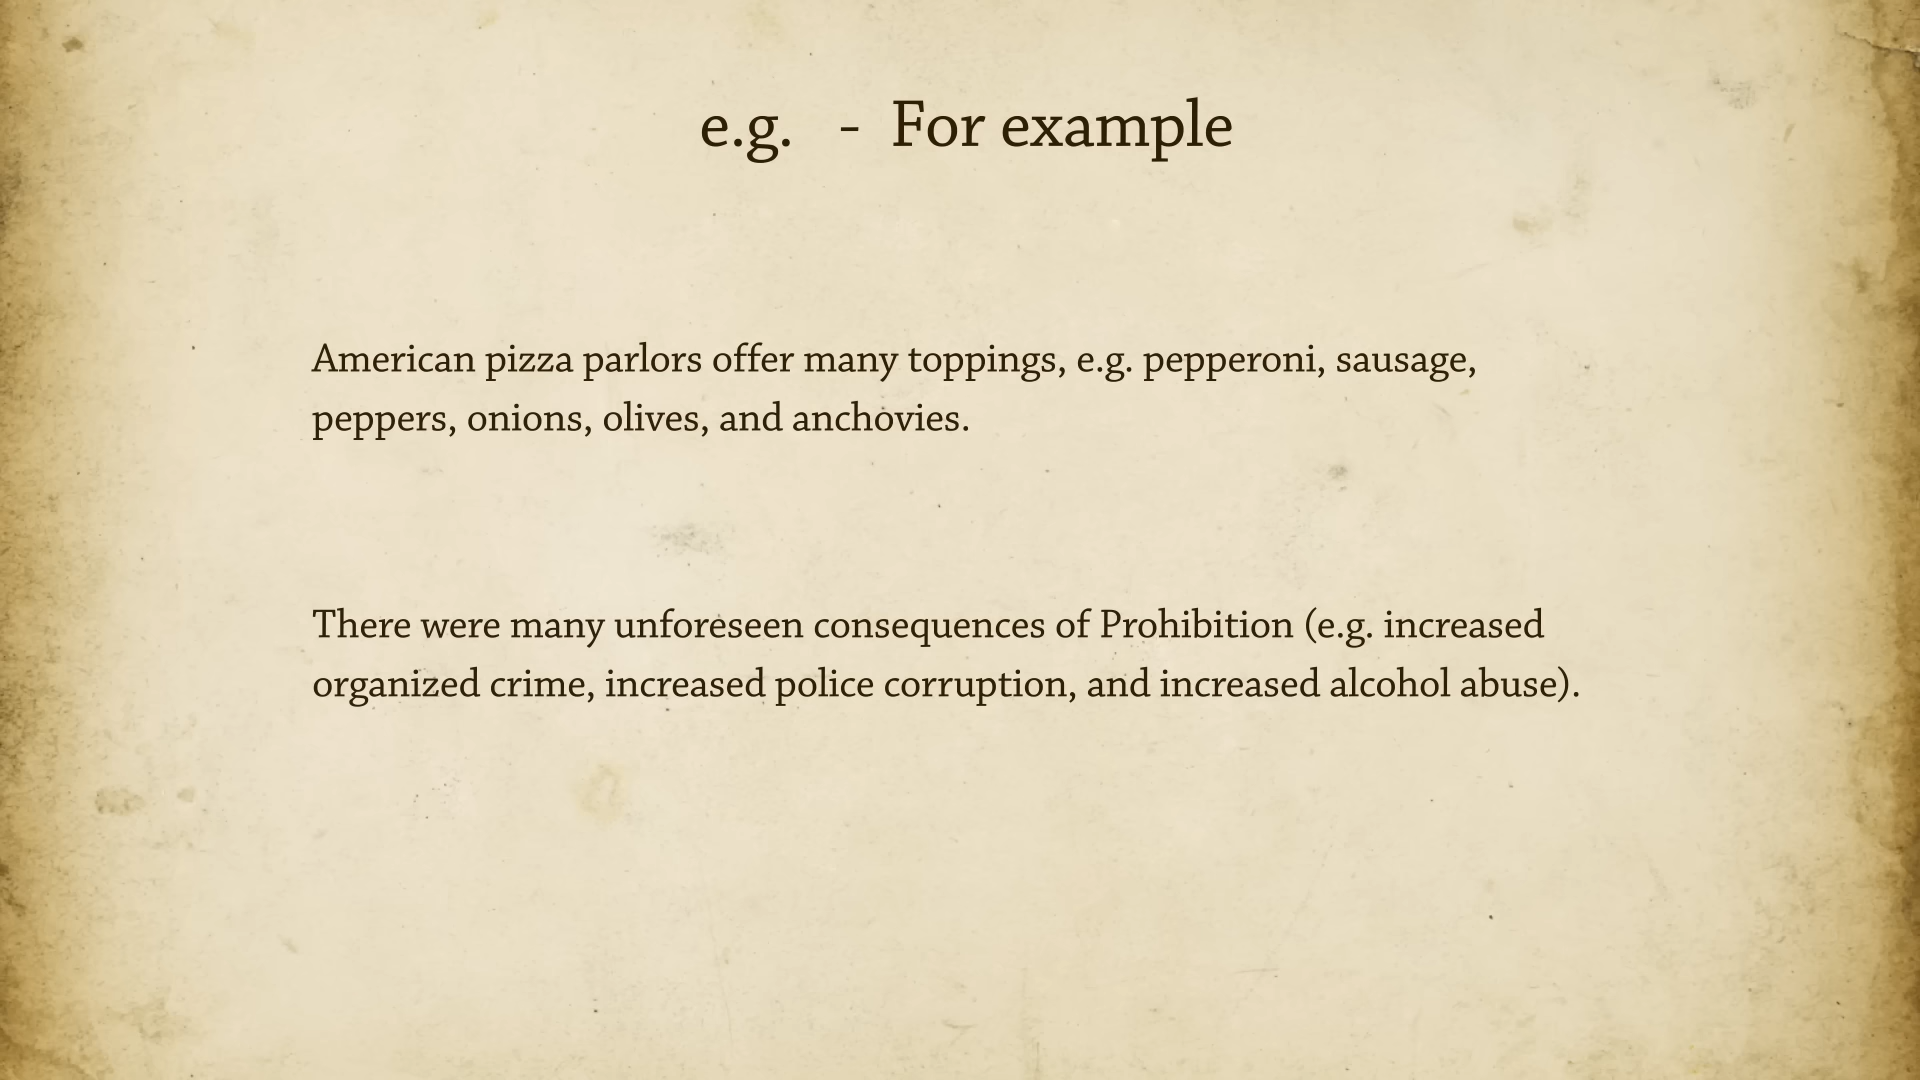 e.g. - For example
American pizza parlors offer many toppings, e.g. pepperoni, sausage,
peppers, onions, olives, and anchovies.
There were many unforeseen consequences of Prohibition (e.g. increased
organized crime, increased police corruption, and increased alcohol abuse).